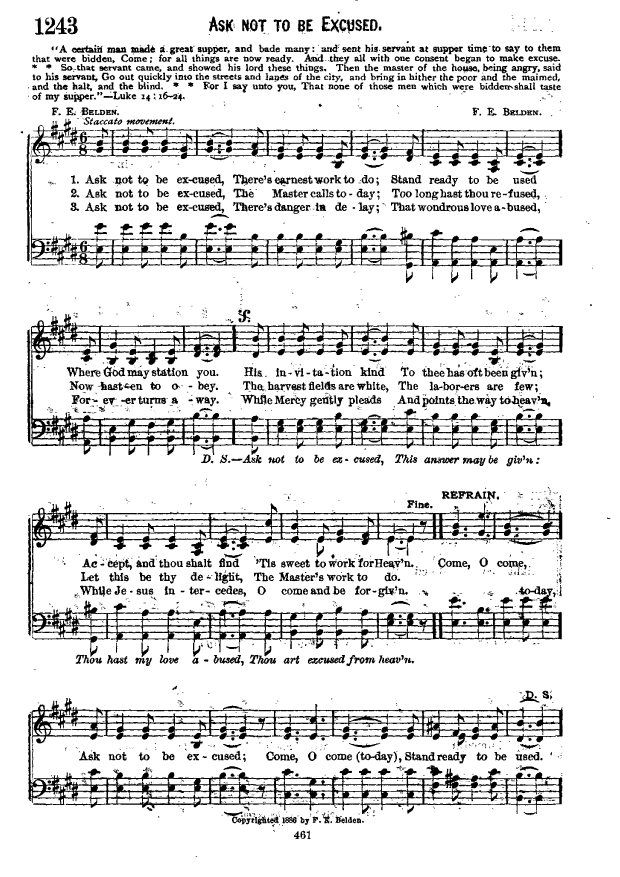 1243
ASK NOT TO BE EXCUSED.
"A certain man made a great supper, and bade many: and sent his servant at supper time to say to them
that were bidden, Come; for all things are now ready. And they all with one consent began to make excuse.
* * So that servant came, and showed his lord these things. Then the master of the house, being angry, said
to his servant, Go out quickly into the streets and lanes of the city, and bring in hither the poor and the maimed,
and the halt, and the blind. * * For I say unto you, That none of those men which were bidden shall taste
of my supper."—Luke 14:16-24.
F. E. BELDEN. F. E. BELDEN.
Staccato movement.
1. Ask not to be ex-cused, There's earnest work to do; Stand ready to be used
2. Ask not to be ex-cused, The Master calls to-day; Too long hast thou re-fused,
3. Ask not to be ex-cused, There's danger in de-lay; That wondrous love a-bused,
Where God may station you. His in-vi-ta-tion kind To thee has oft been giv'n;
Now hast-en to o-bey. The harvest fields are white, The la-bor-ers are few;
For-ev-er turns a-way. While Mercy gently pleads And points the way to heav'n,
D. S.—Ask not to be ex-cused, This answer may be giv'n:
Fine. REFRAIN.
Ac-cept, and thou shalt find 'Tis sweet to work for Heav'n. Come, O come,
Let this be thy de-light, The Master's work to do.
While Je-sus in-ter-cedes, O come and be for-giv'n. to-day,
Thou hast my love a-bused, Thou art excused from heav'n.
D. S.
Ask not to be ex-cused; Come, O come (to-day), Stand ready to be used.
Copyrighted 1886 by F. E. Belden.
461